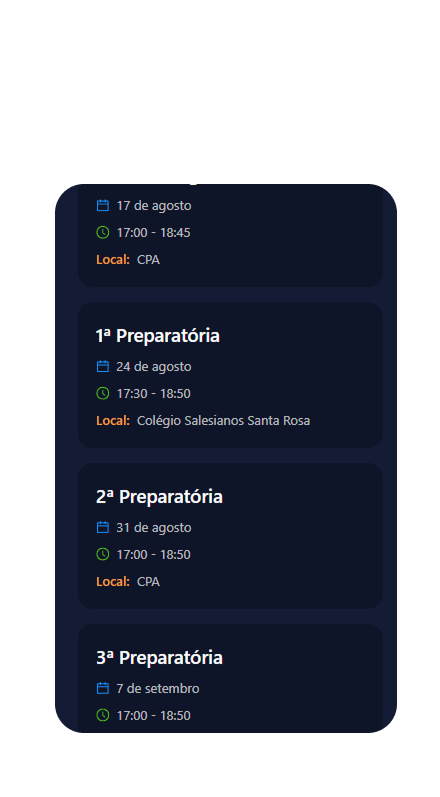 17 de agosto
17:00 - 18:45
Local: CPA
1ª Preparatória
24 de agosto
17:30 - 18:50
Local: Colégio Salesianos Santa Rosa
2ª Preparatória
31 de agosto
17:00 - 18:50
Local: CPA
3ª Preparatória
7 de setembro
17:00 - 18:50